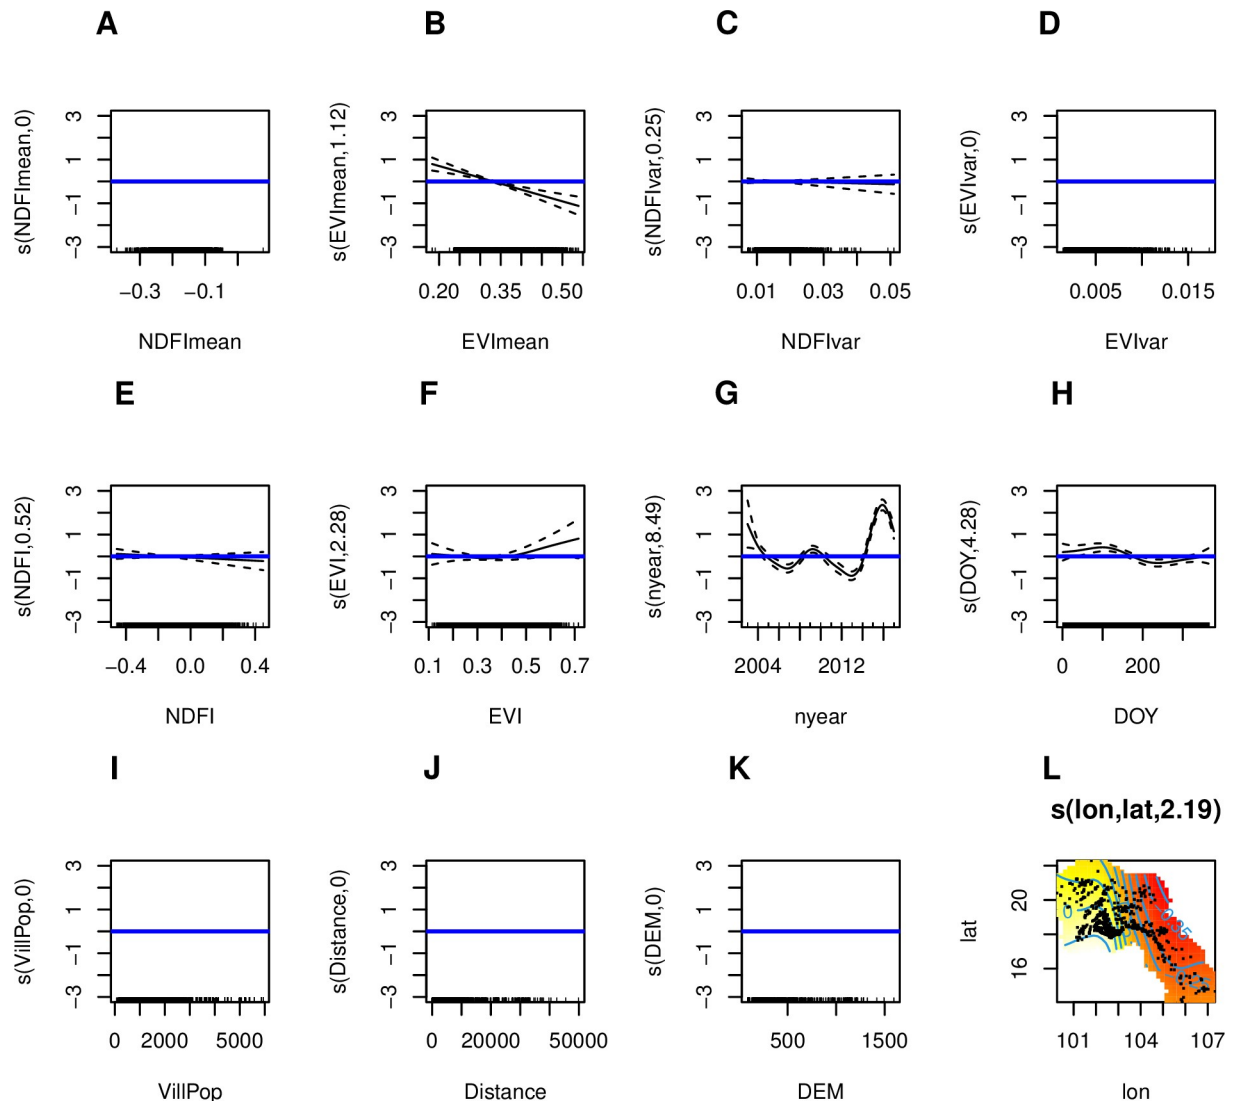 A
B
C
D
s(NDFImean,0)
3
1
−1
−3
−0.3 −0.1
NDFImean
s(EVImean,1.12)
3
1
−1
−3
0.20 0.35 0.50
EVImean
s(NDFIvar,0.25)
3
1
−1
−3
0.01 0.03 0.05
NDFIvar
s(EVIvar,0)
3
1
−1
−3
0.005 0.015
EVIvar
E
F
G
H
s(NDFI,0.52)
3
1
−1
−3
−0.4 0.0 0.4
NDFI
s(EVI,2.28)
3
1
−1
−3
0.1 0.3 0.5 0.7
EVI
s(nyear,8.49)
3
1
−1
−3
2004 2012
nyear
s(DOY,4.28)
3
1
−1
−3
0 200
DOY
I
J
K
L
s(VillPop,0)
3
1
−1
−3
0 2000 5000
VillPop
s(Distance,0)
3
1
−1
−3
0 20000 50000
Distance
s(DEM,0)
3
1
−1
−3
500 1500
DEM
s(lon,lat,2.19)
lat
20
16
0
101 104 107
lon